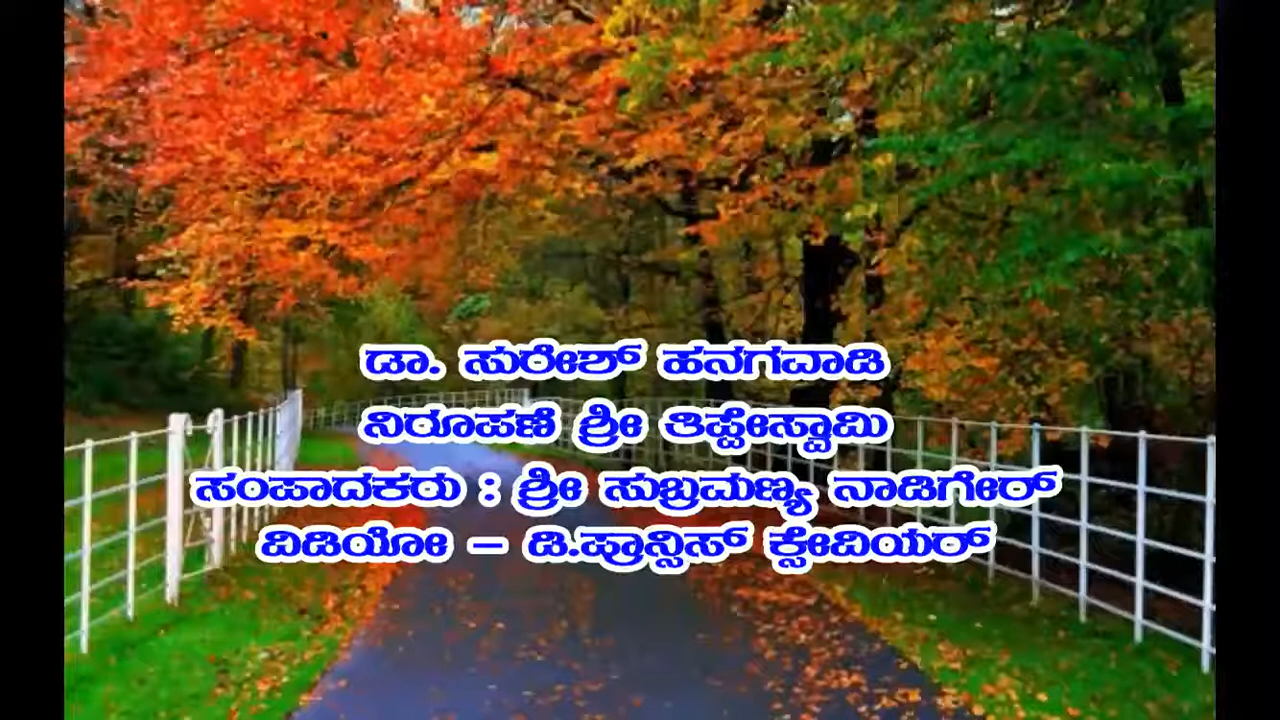 ಡಾ. ಸುರೇಶ್ ಹನಗವಾಡಿ
ನಿರೂಪಣೆ ಶ್ರೀ ತಿಪ್ಪೇಸ್ವಾಮಿ
ಸಂಪಾದಕರು : ಶ್ರೀ ಸುಬ್ರಮಣ್ಯ ನಾಡಿಗೇರ್
ವಿಡಿಯೋ – ಡಿ.ಪ್ರಾನ್ಸಿಸ್ ಕ್ಸೇವಿಯರ್